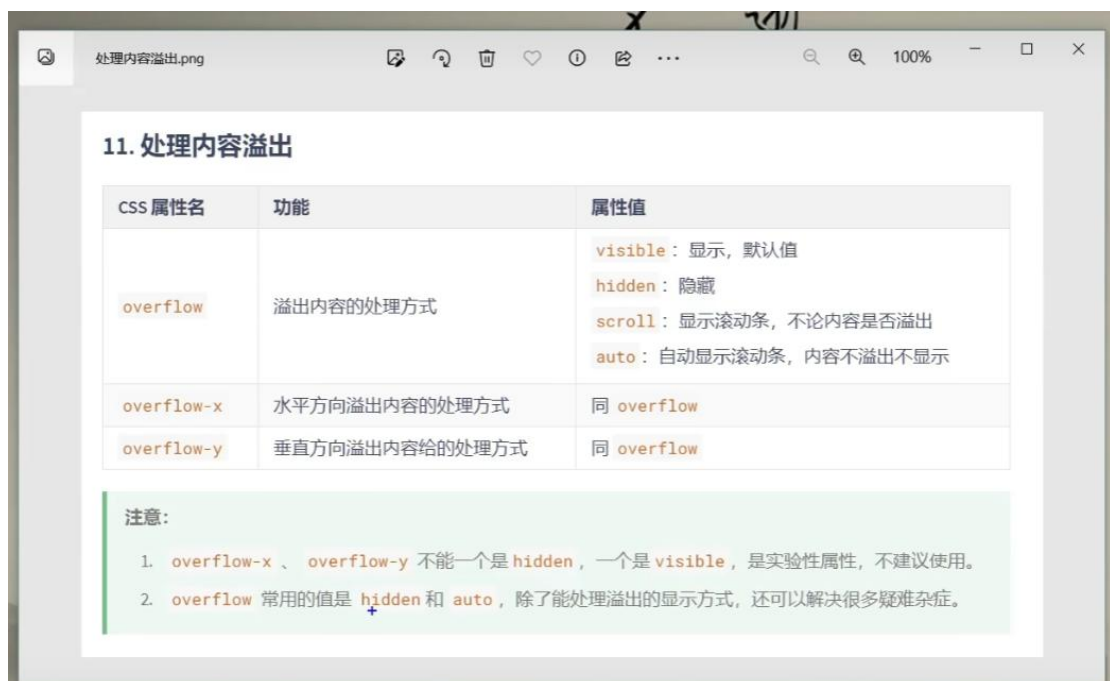 处理内容溢出.png
100%
11. 处理内容溢出
CSS 属性名 功能 属性值
overflow 溢出内容的处理方式
visible：显示，默认值
hidden：隐藏
scroll：显示滚动条，不论内容是否溢出
auto：自动显示滚动条，内容不溢出不显示
overflow-x 水平方向溢出内容的处理方式 同 overflow
overflow-y 垂直方向溢出内容给的处理方式 同 overflow
注意：
1. overflow-x 、 overflow-y 不能一个是 hidden，一个是 visible，是实验性属性，不建议使用。
2. overflow 常用的值是 hidden 和 auto，除了能处理溢出的显示方式，还可以解决很多疑难杂症。